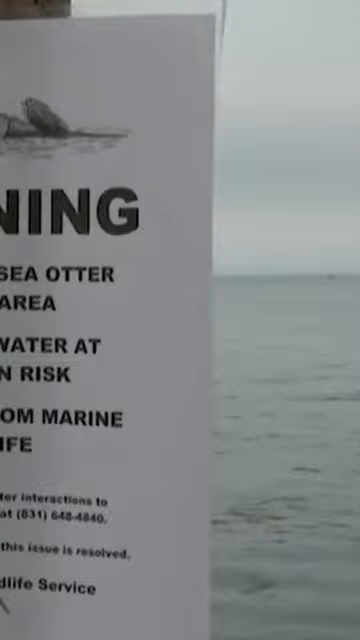 NING
SEA OTTER
AREA
WATER AT
N RISK
OM MARINE
IFE
ter interactions to
at (831) 648-4840.
this issue is resolved.
dlife Service